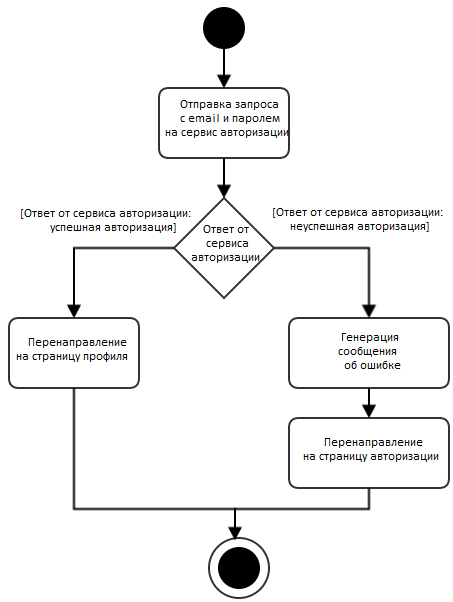 Отправка запроса
с email и паролем
на сервис авторизации
[Ответ от сервиса авторизации:
успешная авторизация]
[Ответ от сервиса авторизации:
неуспешная авторизация]
Ответ от
сервиса
авторизации
Перенаправление
на страницу профиля
Генерация
сообщения
об ошибке
Перенаправление
на страницу авторизации